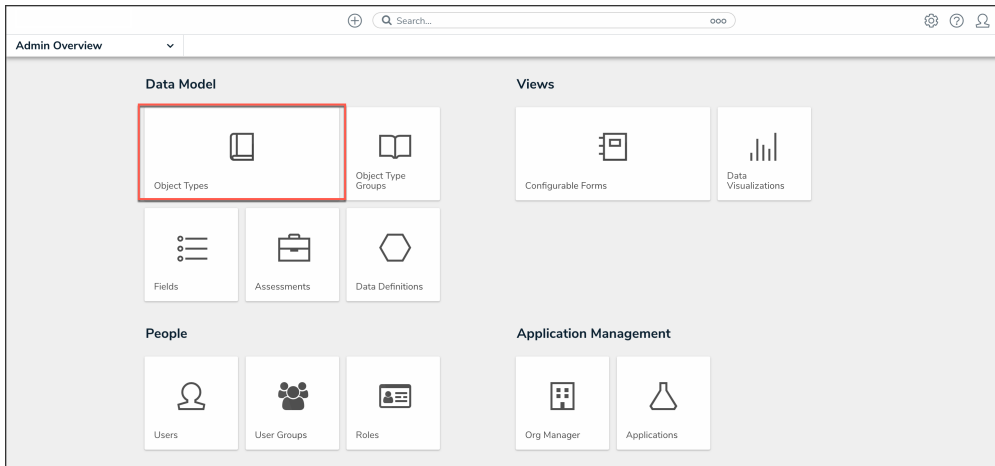 Search...
Admin Overview
Data Model
Views
Object Types
Object Type
Groups
Configurable Forms
Data
Visualizations
Fields
Assessments
Data Definitions
People
Application Management
Users
User Groups
Roles
Org Manager
Applications